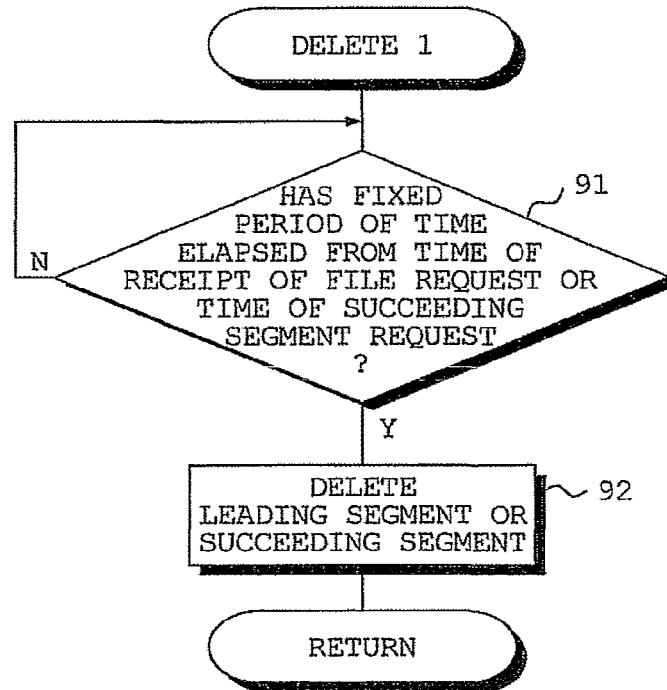 DELETE 1
HAS FIXED
PERIOD OF TIME
ELAPSED FROM TIME OF
RECEIPT OF FILE REQUEST OR
TIME OF SUCCEEDING
SEGMENT REQUEST
?
91
N
Y
DELETE
LEADING SEGMENT OR
SUCCEEDING SEGMENT
92
RETURN